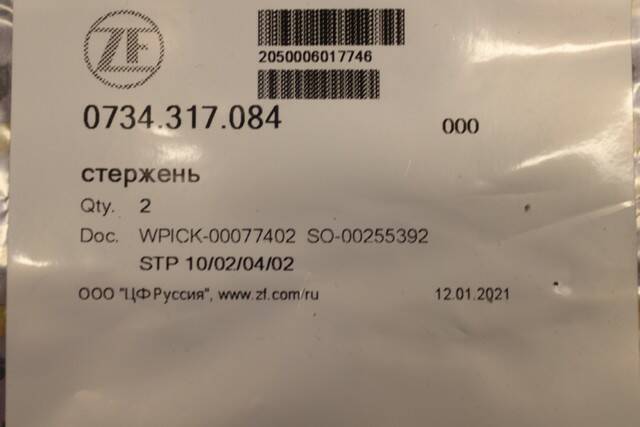 ZF
2050006017746
0734.317.084 000
стержень
Qty. 2
Doc. WPICK-00077402 SO-00255392
STP 10/02/04/02
ООО "ЦФ Руссия", www.zf.com/ru 12.01.2021